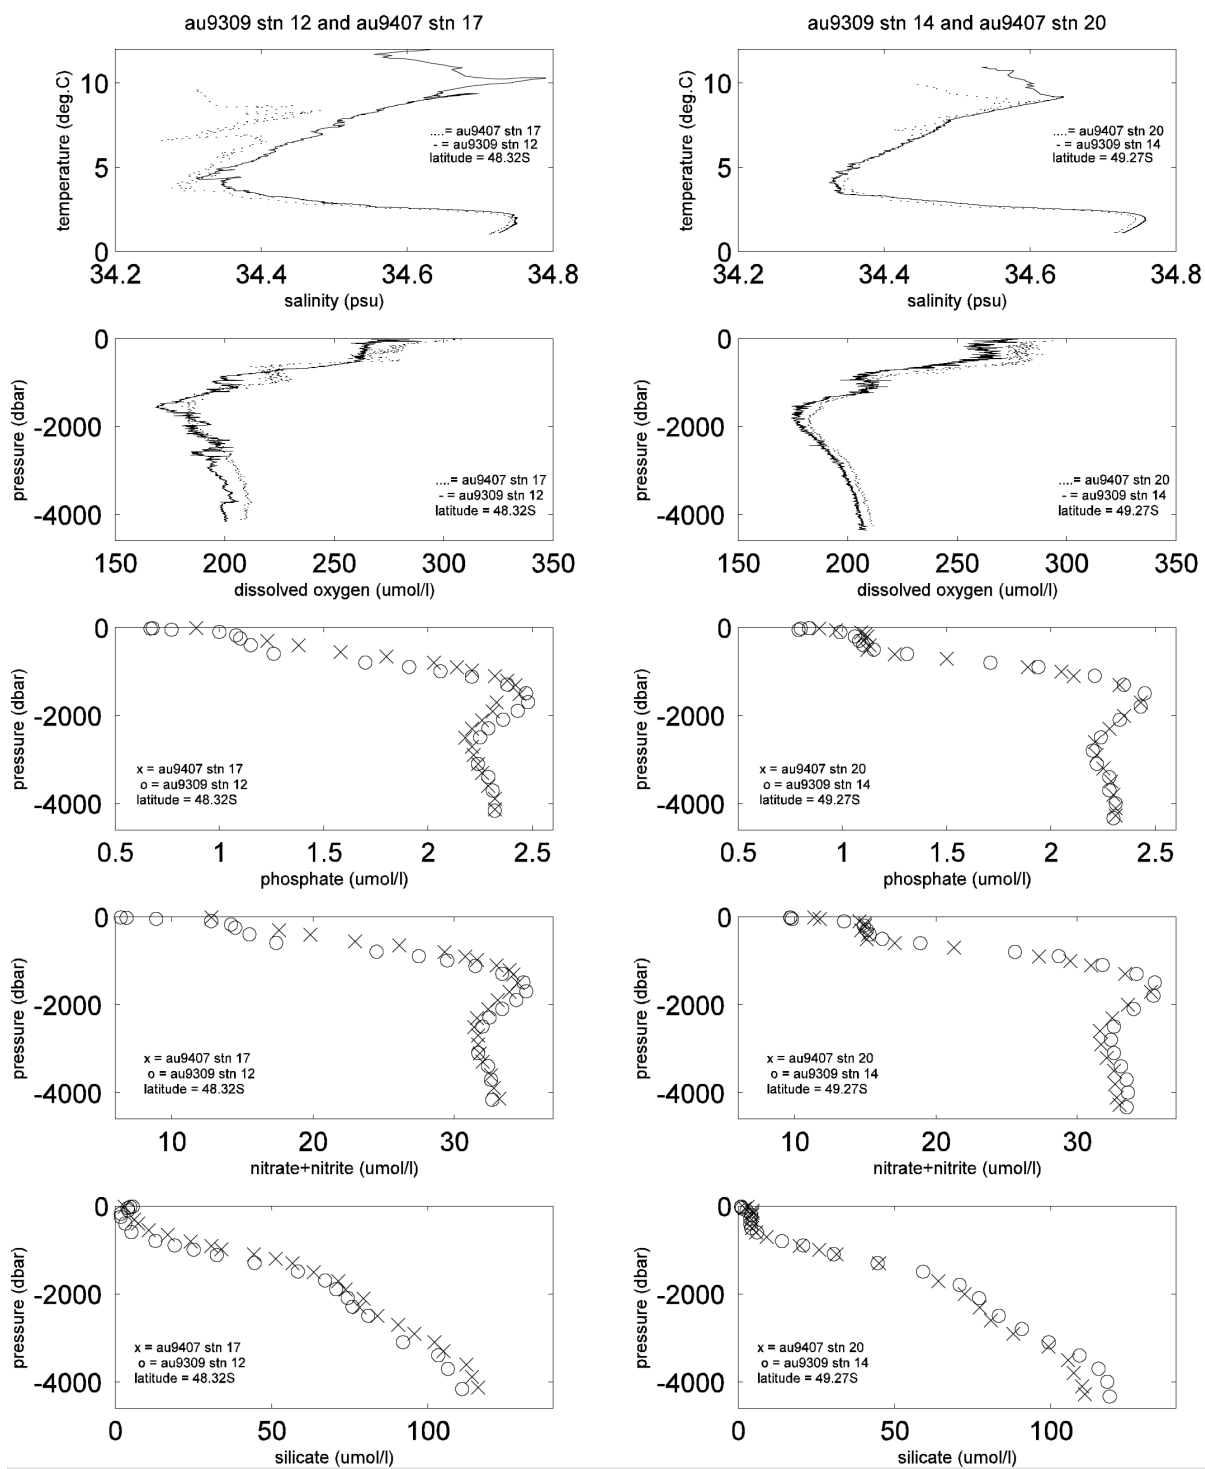 au9309 stn 12 and au9407 stn 17
temperature (deg.C)
10
5
0
....= au9407 stn 17
- = au9309 stn 12
latitude = 48.32S
34.2 34.4 34.6 34.8
salinity (psu)
pressure (dbar)
0
-2000
-4000
....= au9407 stn 17
- = au9309 stn 12
latitude = 48.32S
150 200 250 300 350
dissolved oxygen (umol/l)
pressure (dbar)
0
-2000
-4000
x = au9407 stn 17
o = au9309 stn 12
latitude = 48.32S
0.5 1 1.5 2 2.5
phosphate (umol/l)
pressure (dbar)
0
-2000
-4000
x = au9407 stn 17
o = au9309 stn 12
latitude = 48.32S
10 20 30
nitrate+nitrite (umol/l)
pressure (dbar)
0
-2000
-4000
x = au9407 stn 17
o = au9309 stn 12
latitude = 48.32S
0 50 100
silicate (umol/l)
au9309 stn 14 and au9407 stn 20
temperature (deg.C)
10
5
0
....= au9407 stn 20
- = au9309 stn 14
latitude = 49.27S
34.2 34.4 34.6 34.8
salinity (psu)
pressure (dbar)
0
-2000
-4000
....= au9407 stn 20
- = au9309 stn 14
latitude = 49.27S
150 200 250 300 350
dissolved oxygen (umol/l)
pressure (dbar)
0
-2000
-4000
x = au9407 stn 20
o = au9309 stn 14
latitude = 49.27S
0.5 1 1.5 2 2.5
phosphate (umol/l)
pressure (dbar)
0
-2000
-4000
x = au9407 stn 20
o = au9309 stn 14
latitude = 49.27S
10 20 30
nitrate+nitrite (umol/l)
pressure (dbar)
0
-2000
-4000
x = au9407 stn 20
o = au9309 stn 14
latitude = 49.27S
0 50 100
silicate (umol/l)